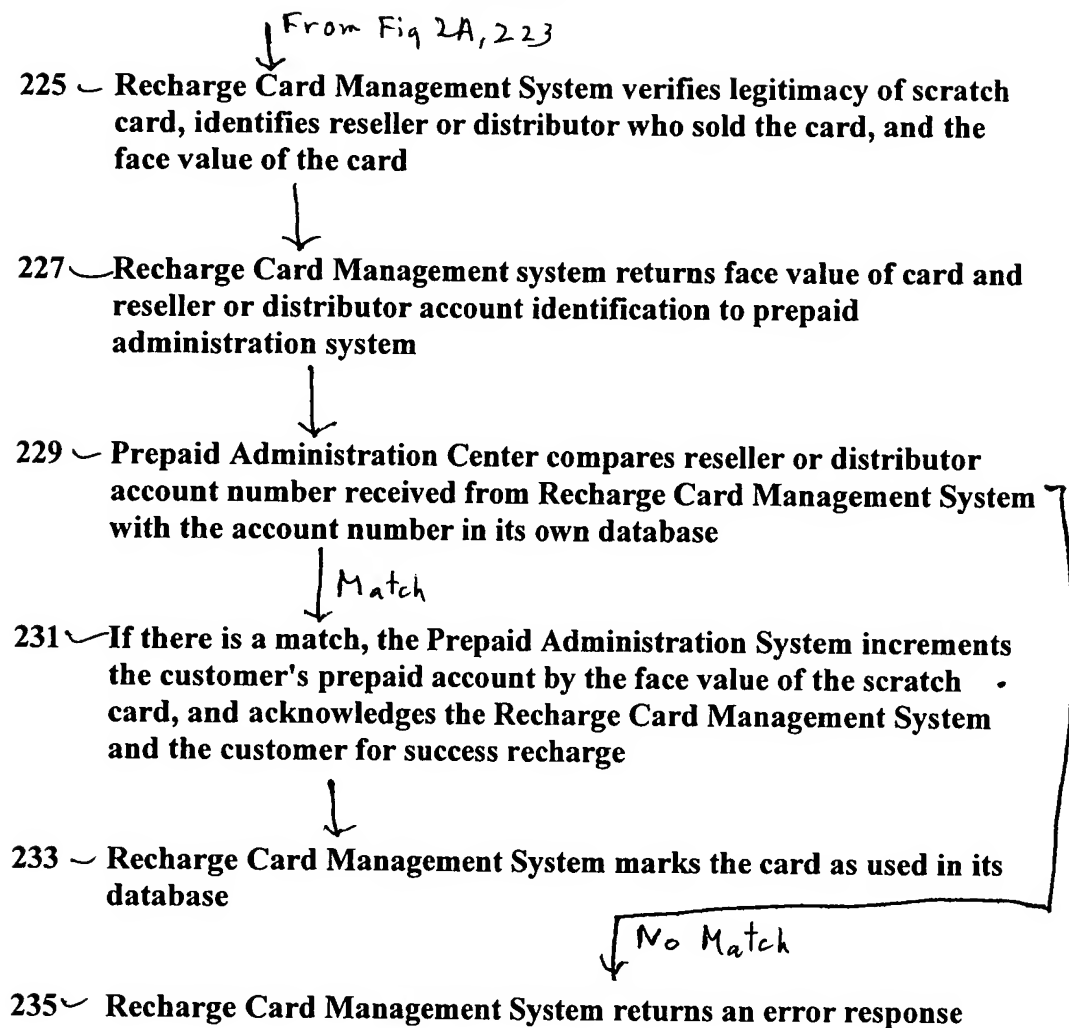 From Fig 2A, 223
225 Recharge Card Management System verifies legitimacy of scratch
card, identifies reseller or distributor who sold the card, and the
face value of the card
227 Recharge Card Management system returns face value of card and
reseller or distributor account identification to prepaid
administration system
229 Prepaid Administration Center compares reseller or distributor
account number received from Recharge Card Management System
with the account number in its own database
Match
231 If there is a match, the Prepaid Administration System increments
the customer's prepaid account by the face value of the scratch
card, and acknowledges the Recharge Card Management System
and the customer for success recharge
233 Recharge Card Management System marks the card as used in its
database
No Match
235 Recharge Card Management System returns an error response